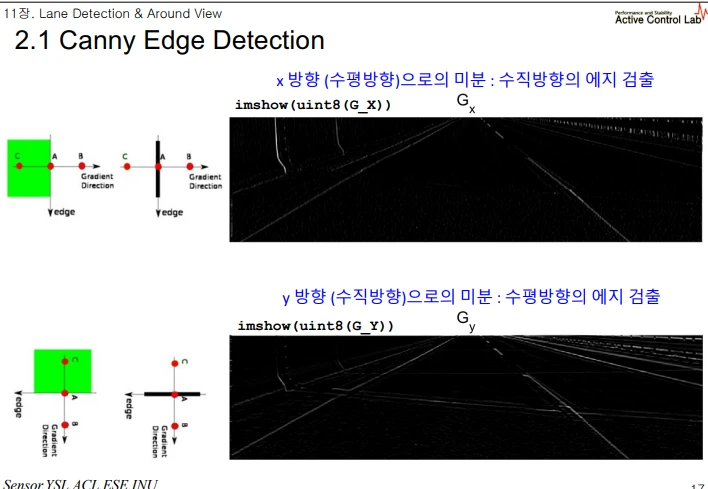 11장. Lane Detection & Around View
Performance and Stability
Active Control Lab
2.1 Canny Edge Detection
x 방향 (수평방향)으로의 미분 : 수직방향의 에지 검출
imshow(uint8(G_X))
Gx
C A B
Gradient
Direction
edge
C A B
Gradient
Direction
edge
y 방향 (수직방향)으로의 미분 : 수평방향의 에지 검출
imshow(uint8(G_Y))
Gy
C
A
B
edge
Gradient
Direction
C
A
B
edge
Gradient
Direction
Sensor YSL ACL ESE INU
17